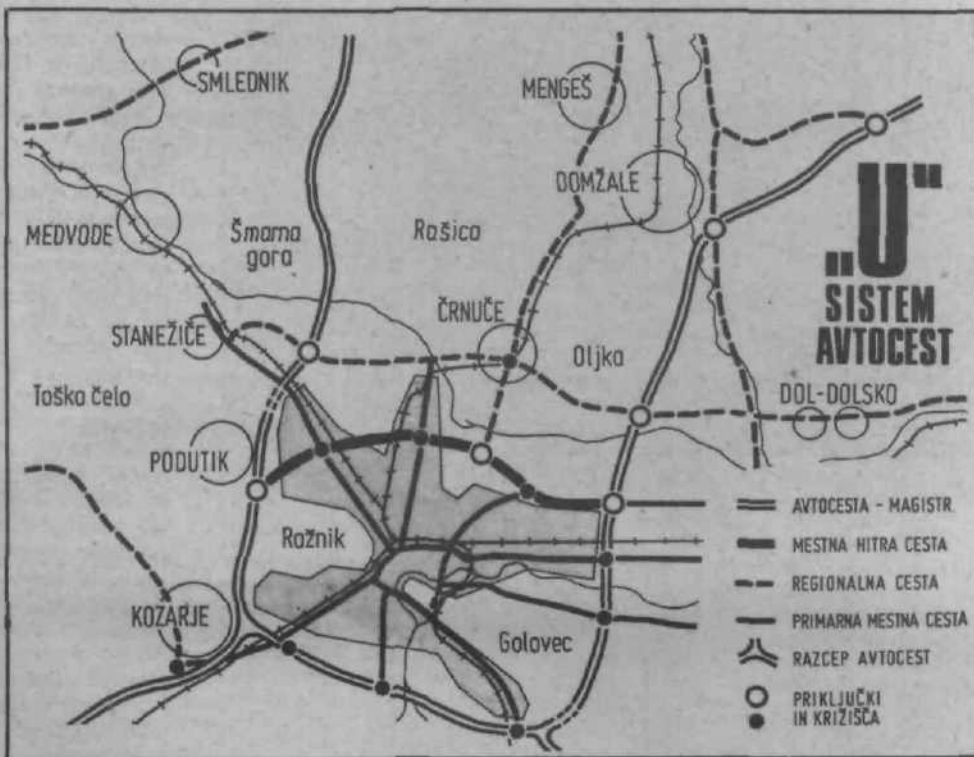 SMLEDNIK
MENGEŠ
DOMŽALE
MEDVODE
Šmarna
gora
Rašica
„U“
SISTEM
AVTOCEST
STANEŽIČE
ČRNUČE
Oljka
Toško čelo
DOL-DOLSKO
PODUTIK
Rožnik
KOZARJE
Golovec
AVTOCESTA - MAGISTR.
MESTNA HITRA CESTA
REGIONALNA CESTA
PRIMARNA MESTNA CESTA
RAZCEP AVTOCEST
PRIKLJUČKI
IN KRIŽIŠČA